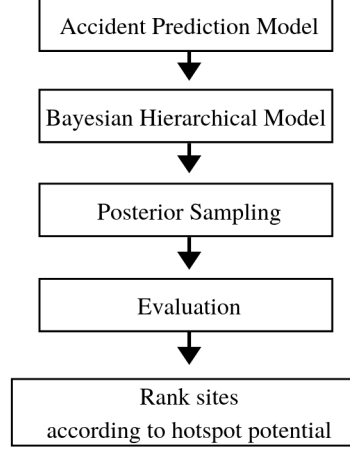 Accident Prediction Model
Bayesian Hierarchical Model
Posterior Sampling
Evaluation
Rank sites
according to hotspot potential